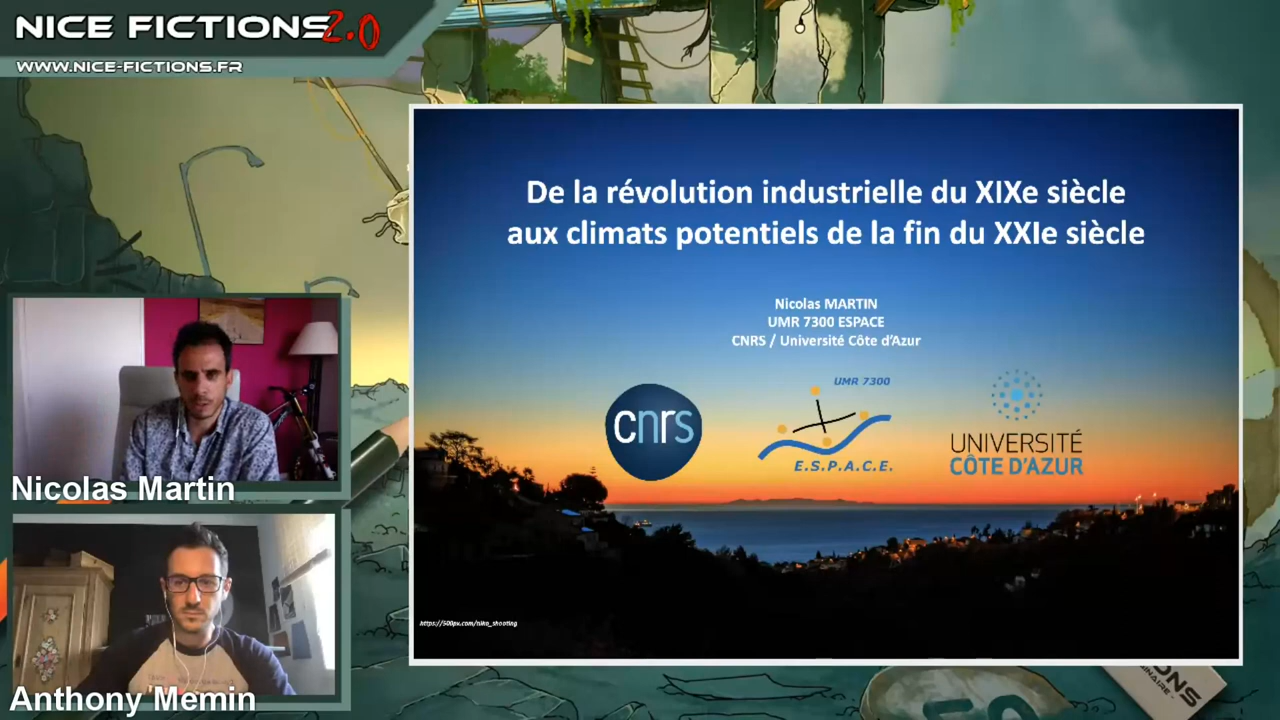 NICE FICTIONS 2.0
WWW.NICE-FICTIONS.FR
De la révolution industrielle du XIXe siècle
aux climats potentiels de la fin du XXIe siècle
Nicolas MARTIN
UMR 7300 ESPACE
CNRS / Université Côte d'Azur
cnrs
UMR 7300
E.S.P.A.C.E.
UNIVERSITÉ
CÔTE D'AZUR
https://500px.com/niko_shooting
Nicolas Martin
Anthony Memin